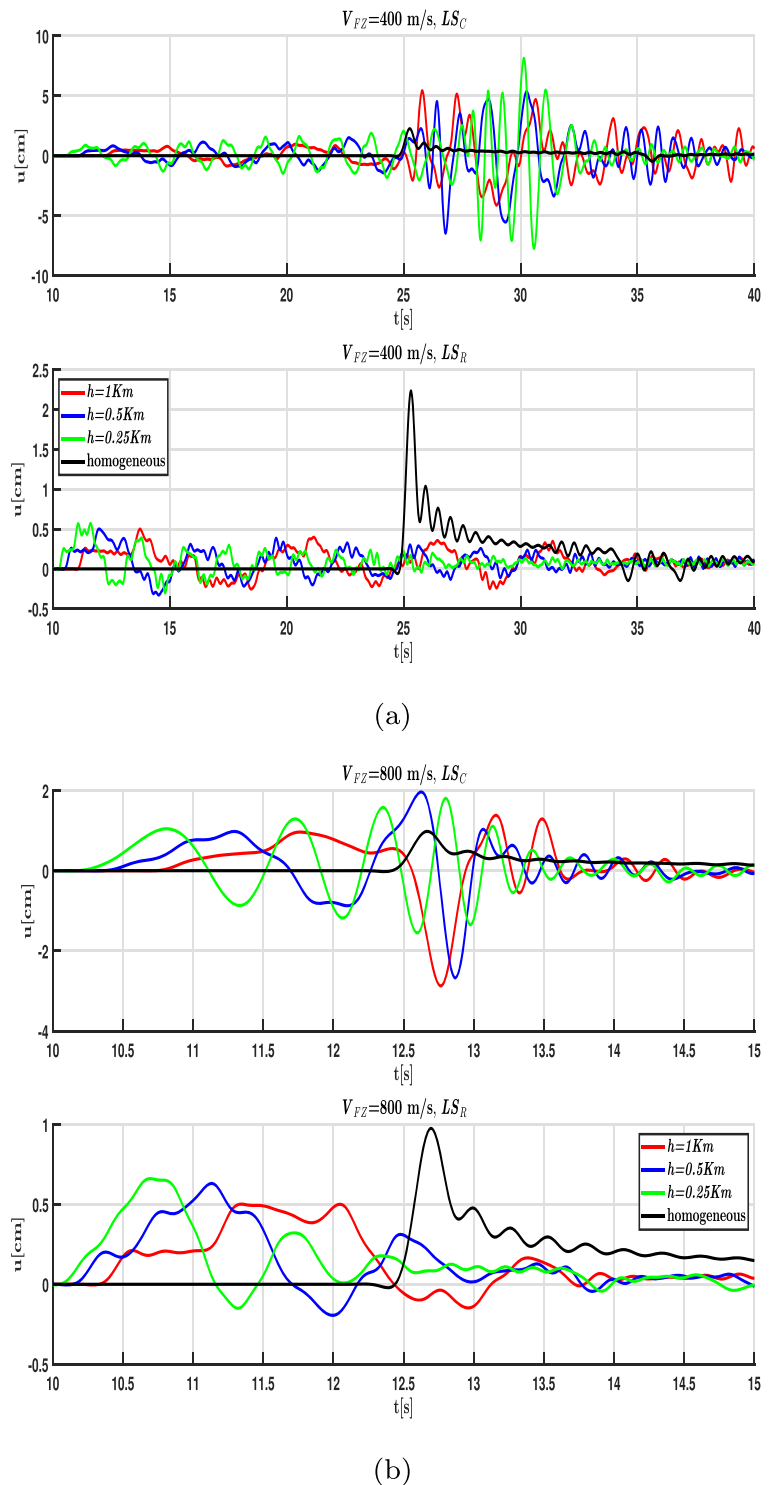 V_FZ=400 m/s, LS_C
10
5
0
-5
-10
u[cm]
10 15 20 25 30 35 40
t[s]
V_FZ=400 m/s, LS_R
2.5
2
1.5
1
0.5
0
-0.5
u[cm]
h=1Km
h=0.5Km
h=0.25Km
homogeneous
10 15 20 25 30 35 40
t[s]
(a)
V_FZ=800 m/s, LS_C
2
0
-2
-4
u[cm]
10 10.5 11 11.5 12 12.5 13 13.5 14 14.5 15
t[s]
V_FZ=800 m/s, LS_R
1
0.5
0
-0.5
u[cm]
h=1Km
h=0.5Km
h=0.25Km
homogeneous
10 10.5 11 11.5 12 12.5 13 13.5 14 14.5 15
t[s]
(b)